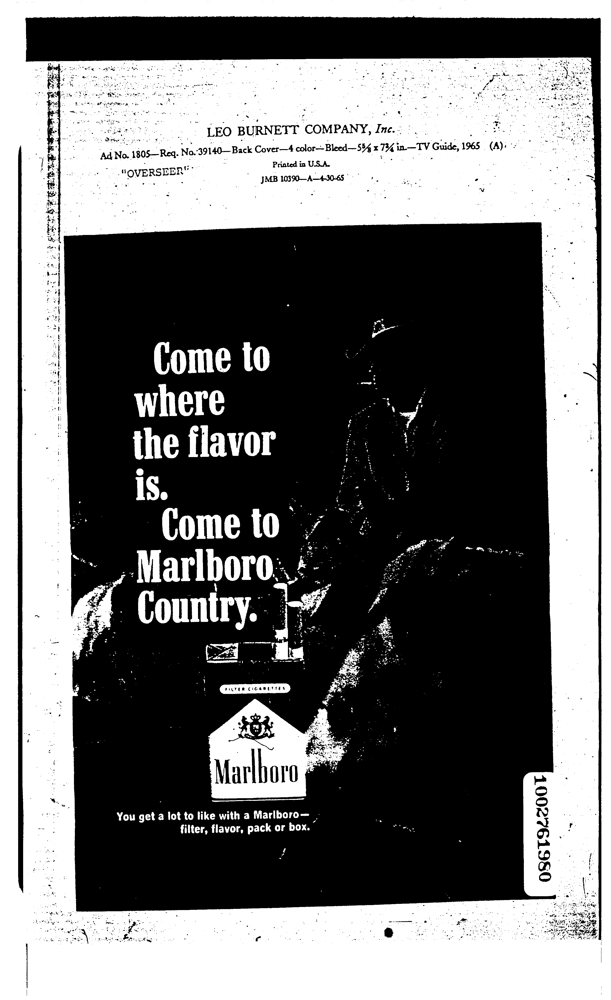 LEO BURNETT COMPANY, Inc.
Ad No. 1805—Req. No. 39140—Back Cover—4 color—Bleed—5⅜ x 7¾ in.—TV Guide, 1965 (A)
"OVERSEER"
Printed in U.S.A.
JMB 10390—A—4-30-65
Come to
where
the flavor
is.
Come to
Marlboro
Country.
FILTER CIGARETTES
Marlboro
You get a lot to like with a Marlboro—
filter, flavor, pack or box.
1002761980